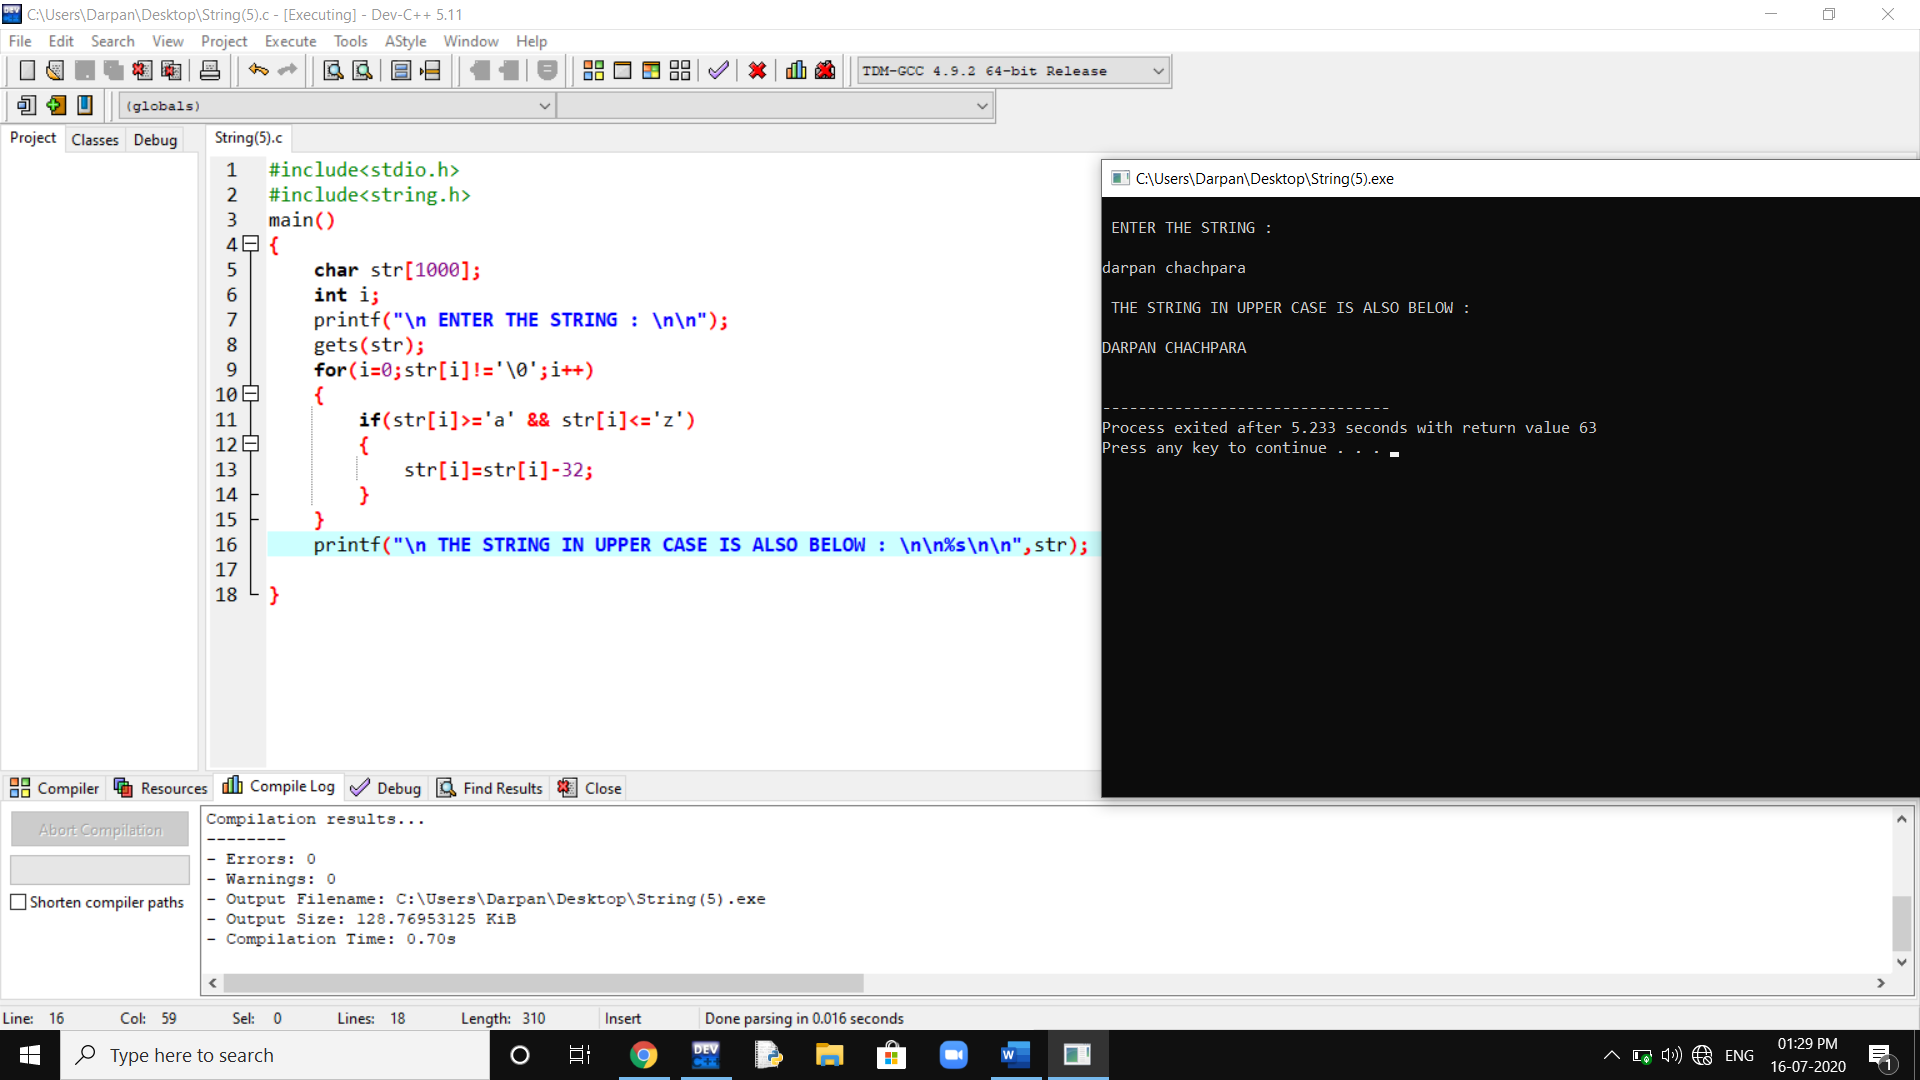 C:\Users\Darpan\Desktop\String(5).c - [Executing] - Dev-C++ 5.11
File Edit Search View Project Execute Tools AStyle Window Help
TDM-GCC 4.9.2 64-bit Release
(globals)
Project Classes Debug
String(5).c
1 #include<stdio.h>
2 #include<string.h>
3 main()
4 {
5 char str[1000];
6 int i;
7 printf("\n ENTER THE STRING : \n\n");
8 gets(str);
9 for(i=0;str[i]!='\0';i++)
10 {
11 if(str[i]>='a' && str[i]<='z')
12 {
13 str[i]=str[i]-32;
14 }
15 }
16 printf("\n THE STRING IN UPPER CASE IS ALSO BELOW : \n\n%s\n\n",str);
17
18 }
C:\Users\Darpan\Desktop\String(5).exe
ENTER THE STRING :
darpan chachpara
THE STRING IN UPPER CASE IS ALSO BELOW :
DARPAN CHACHPARA
--------------------------------
Process exited after 5.233 seconds with return value 63
Press any key to continue . . .
Compiler Resources Compile Log Debug Find Results Close
Abort Compilation
Shorten compiler paths
Compilation results...
--------
- Errors: 0
- Warnings: 0
- Output Filename: C:\Users\Darpan\Desktop\String(5).exe
- Output Size: 128.76953125 KiB
- Compilation Time: 0.70s
Line: 16 Col: 59 Sel: 0 Lines: 18 Length: 310 Insert Done parsing in 0.016 seconds
Type here to search
DEV
ENG
01:29 PM
16-07-2020
1